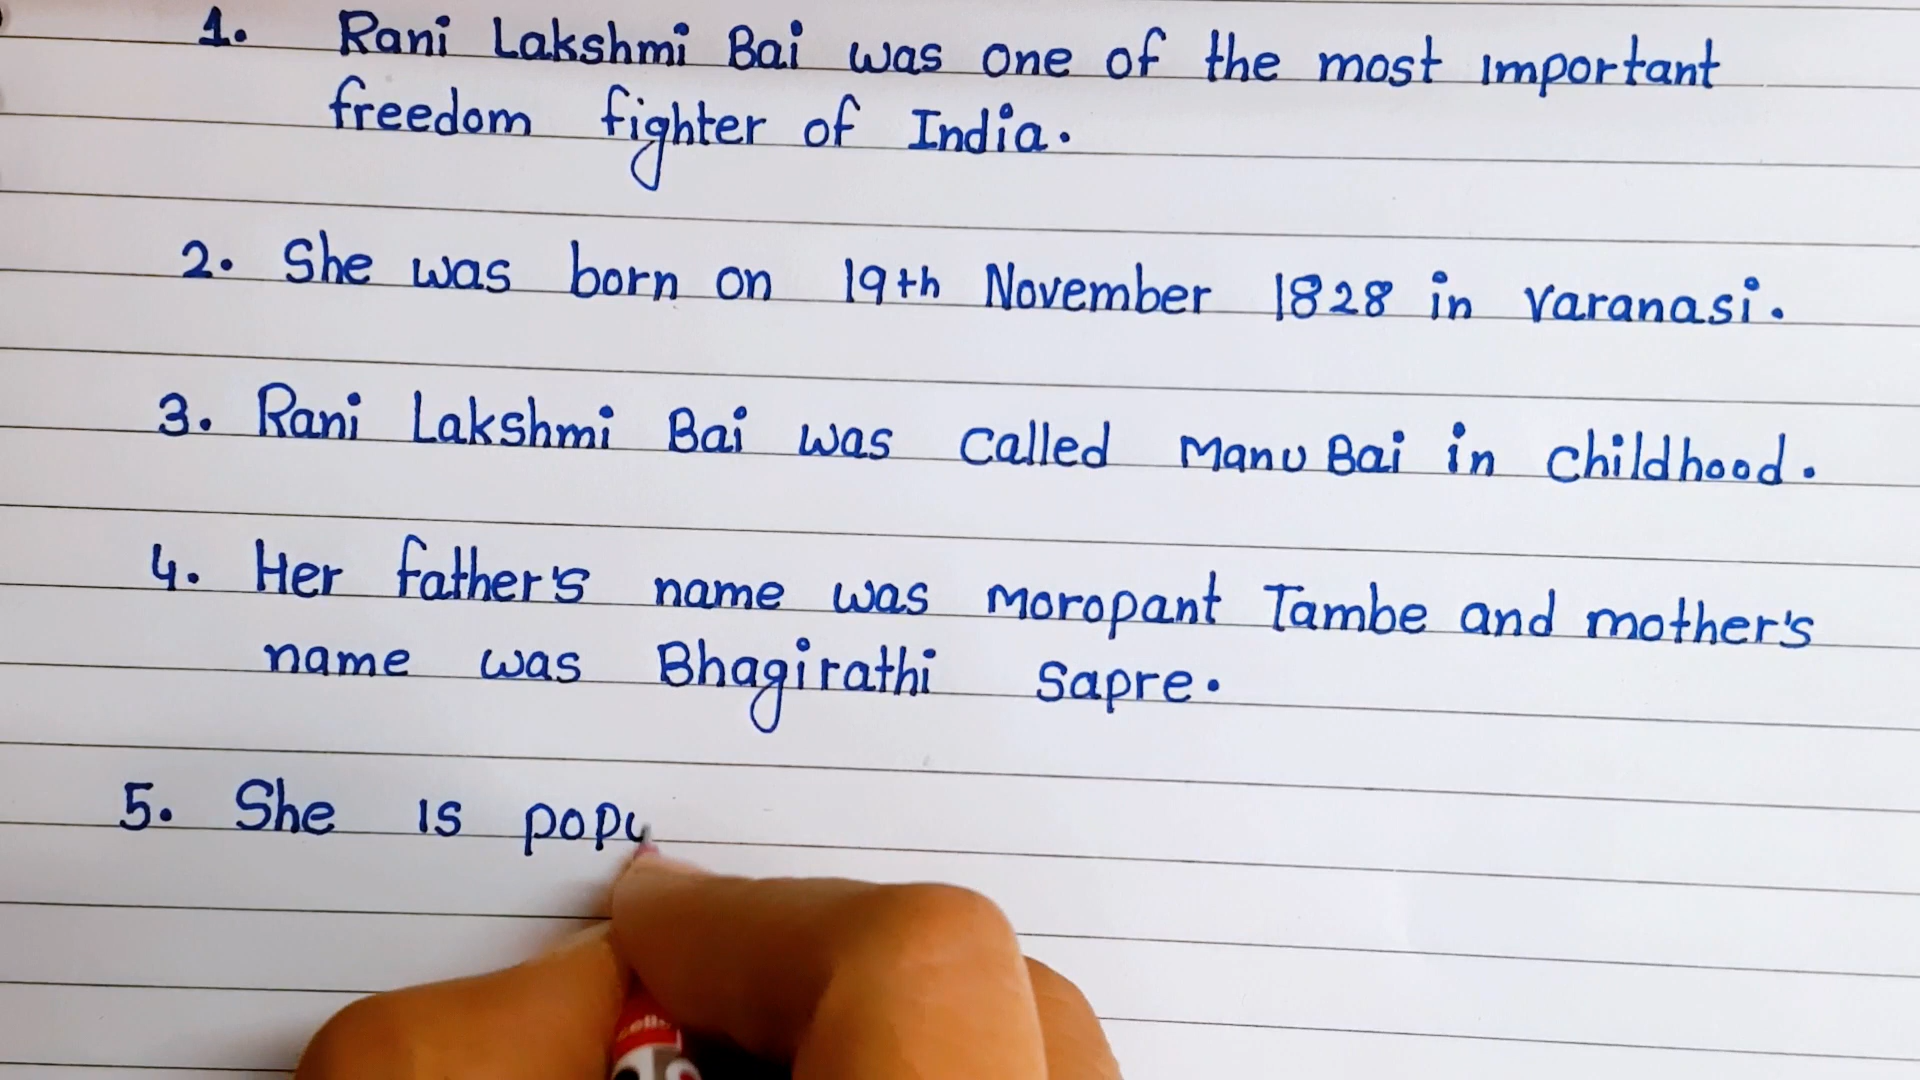 1. Rani Lakshmi Bai was one of the most important
freedom fighter of India.
2. She was born on 19th November 1828 in varanasi.
3. Rani Lakshmi Bai was called Manu Bai in childhood.
4. Her father's name was Moropant Tambe and mother's
name was Bhagirathi Sapre.
5. She is popu
cello